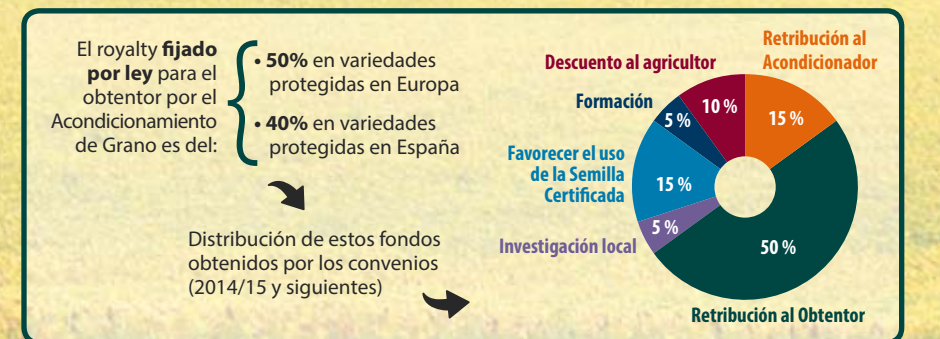 El royalty fijado
por ley para el
obtentor por el
Acondicionamiento
de Grano es del:
• 50% en variedades
protegidas en Europa
• 40% en variedades
protegidas en España
Distribución de estos fondos
obtenidos por los convenios
(2014/15 y siguientes)
Retribución al
Acondicionador
15 %
Descuento al agricultor
10 %
Formación
5 %
Favorecer el uso
de la Semilla
Certificada
15 %
Investigación local
5 %
50 %
Retribución al Obtentor